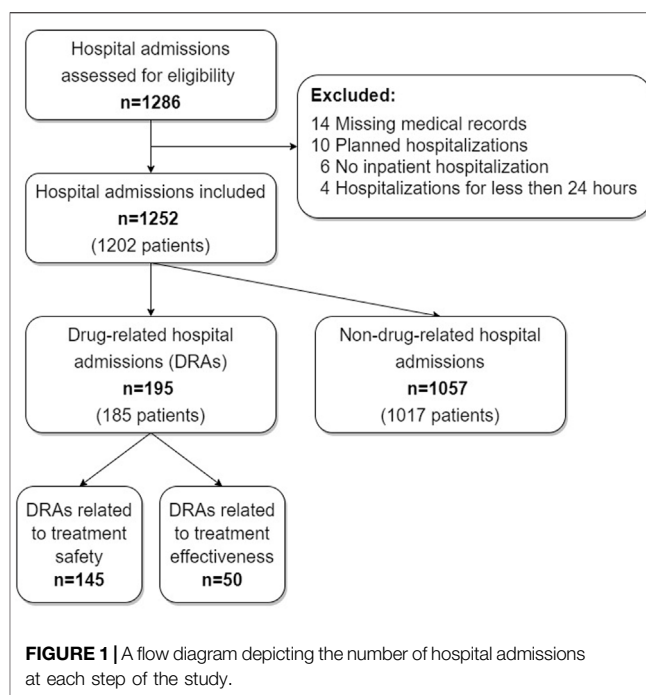 Hospital admissions
assessed for eligibility
n=1286
Excluded:
14 Missing medical records
10 Planned hospitalizations
6 No inpatient hospitalization
4 Hospitalizations for less then 24 hours
Hospital admissions included
n=1252
(1202 patients)
Drug-related hospital
admissions (DRAs)
n=195
(185 patients)
Non-drug-related hospital
admissions
n=1057
(1017 patients)
DRAs related
to treatment
safety
n=145
DRAs related
to treatment
effectiveness
n=50
FIGURE 1 | A flow diagram depicting the number of hospital admissions
at each step of the study.